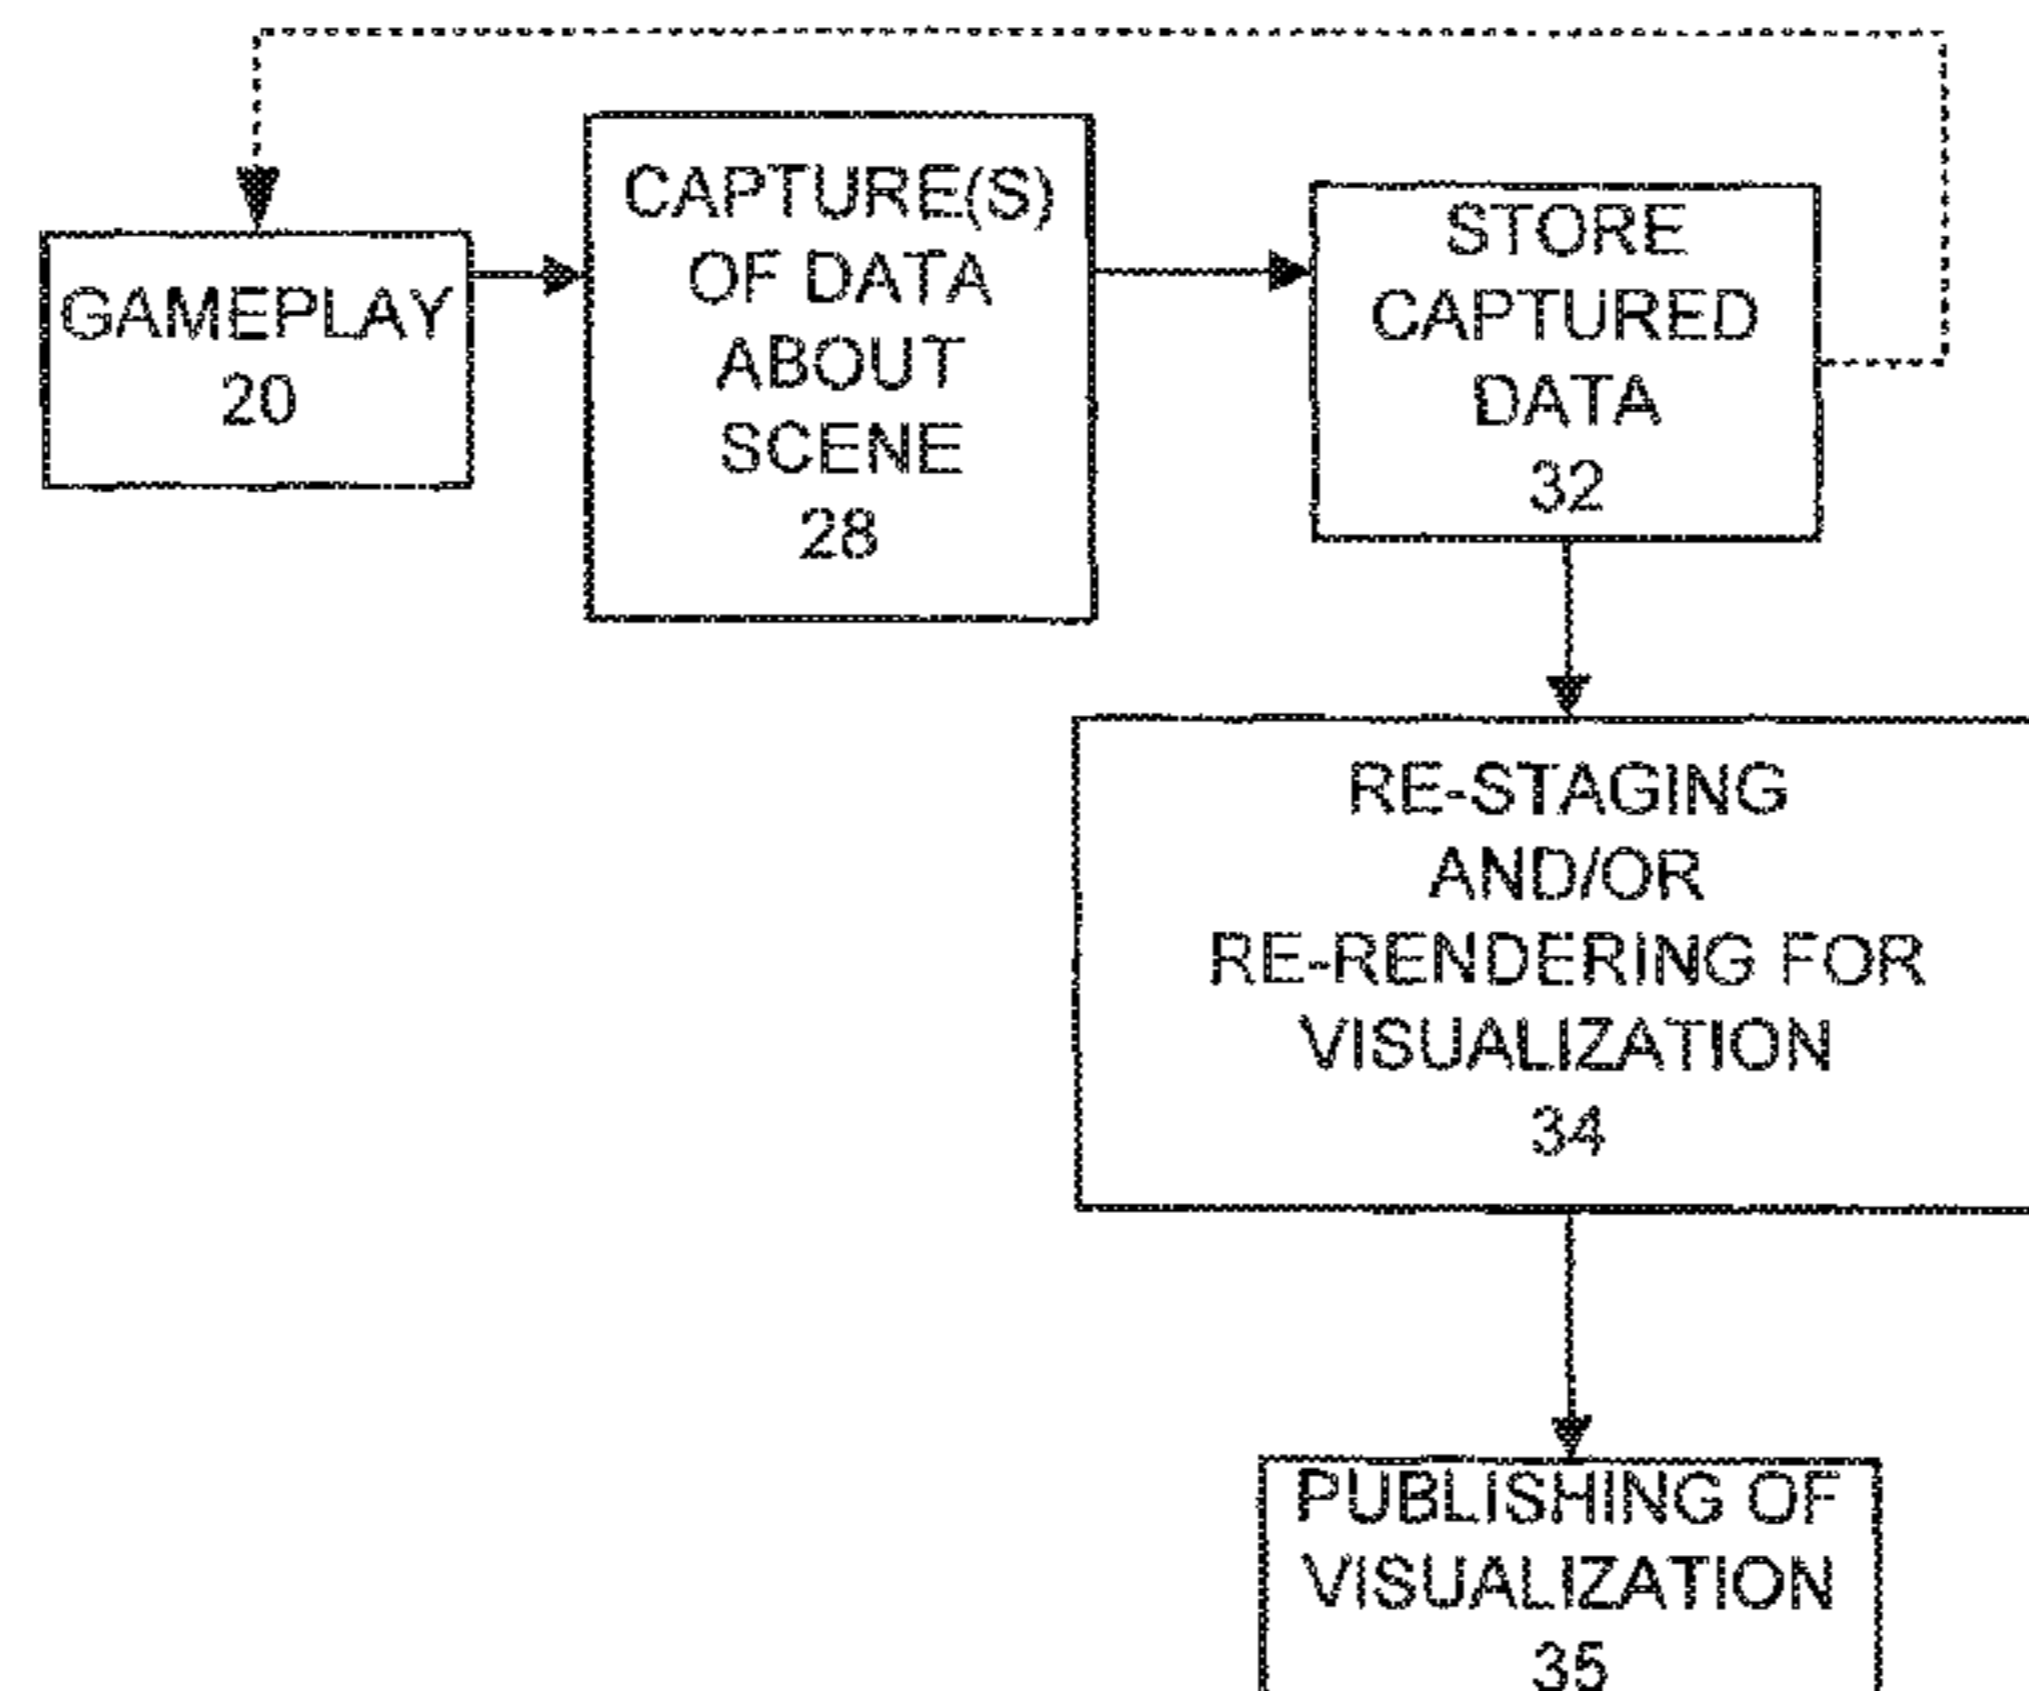 GAMEPLAY
20
CAPTURE(S)
OF DATA
ABOUT
SCENE
28
STORE
CAPTURED
DATA
32
RE-STAGING
AND/OR
RE-RENDERING FOR
VISUALIZATION
34
PUBLISHING OF
VISUALIZATION
35